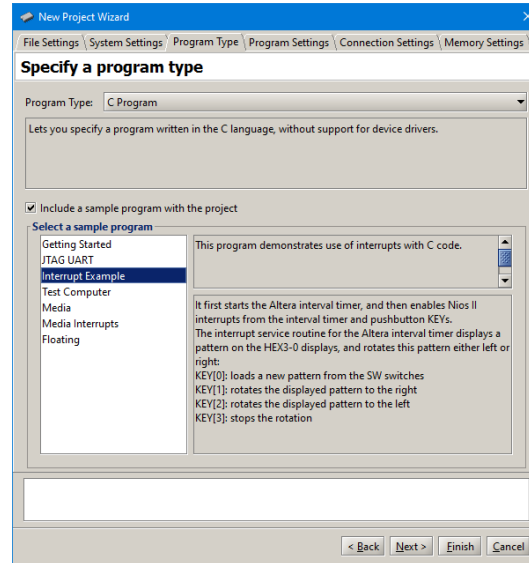 New Project Wizard
File Settings System Settings Program Type Program Settings Connection Settings Memory Settings
Specify a program type
Program Type: C Program
Lets you specify a program written in the C language, without support for device drivers.
Include a sample program with the project
Select a sample program
Getting Started
JTAG UART
Interrupt Example
Test Computer
Media
Media Interrupts
Floating
This program demonstrates use of interrupts with C code.
It first starts the Altera interval timer, and then enables Nios II
interrupts from the interval timer and pushbutton KEYs.
The interrupt service routine for the Altera interval timer displays a
pattern on the HEX3-0 displays, and rotates this pattern either left or
right:
KEY[0]: loads a new pattern from the SW switches
KEY[1]: rotates the displayed pattern to the right
KEY[2]: rotates the displayed pattern to the left
KEY[3]: stops the rotation
< Back Next > Finish Cancel